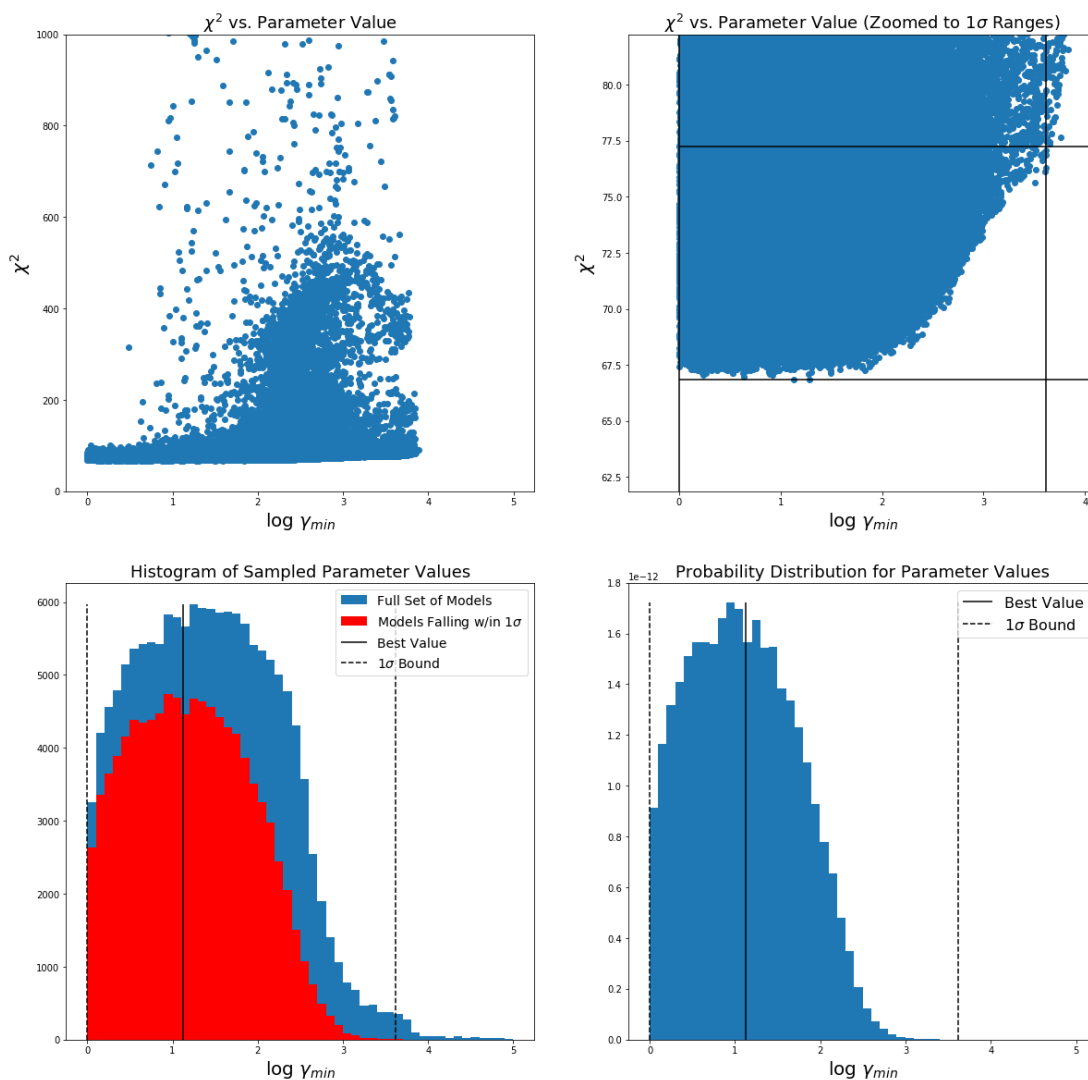 χ² vs. Parameter Value
1000
800
600
400
200
0
χ²
0 1 2 3 4 5
log γmin
χ² vs. Parameter Value (Zoomed to 1σ Ranges)
80.0
77.5
75.0
72.5
70.0
67.5
65.0
62.5
χ²
0 1 2 3 4
log γmin
Histogram of Sampled Parameter Values
6000
5000
4000
3000
2000
1000
0
Full Set of Models
Models Falling w/in 1σ
Best Value
1σ Bound
0 1 2 3 4 5
log γmin
Probability Distribution for Parameter Values
1e−12
1.8
1.6
1.4
1.2
1.0
0.8
0.6
0.4
0.2
0.0
Best Value
1σ Bound
0 1 2 3 4 5
log γmin